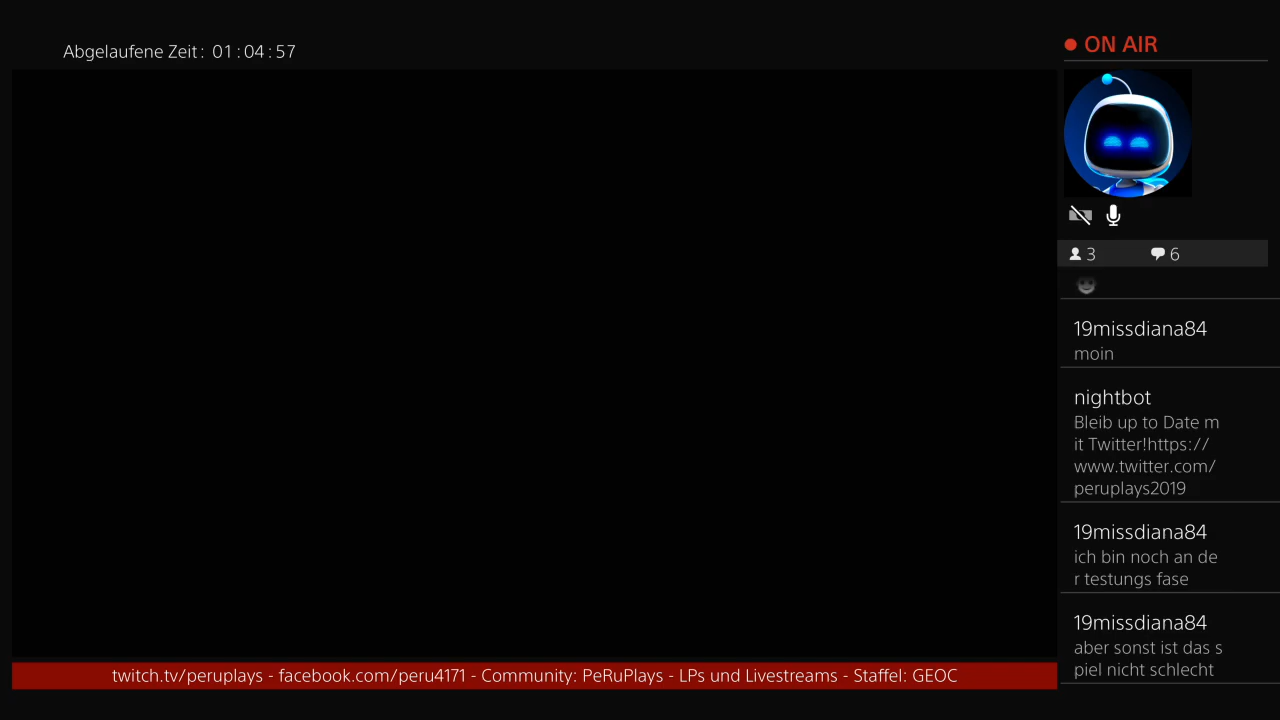 Abgelaufene Zeit: 01:04:57
ON AIR
3 6
19missdiana84
moin
nightbot
Bleib up to Date m
it Twitter!https://
www.twitter.com/
peruplays2019
19missdiana84
ich bin noch an de
r testungs fase
19missdiana84
aber sonst ist das s
piel nicht schlecht
twitch.tv/peruplays - facebook.com/peru4171 - Community: PeRuPlays - LPs und Livestreams - Staffel: GEOC